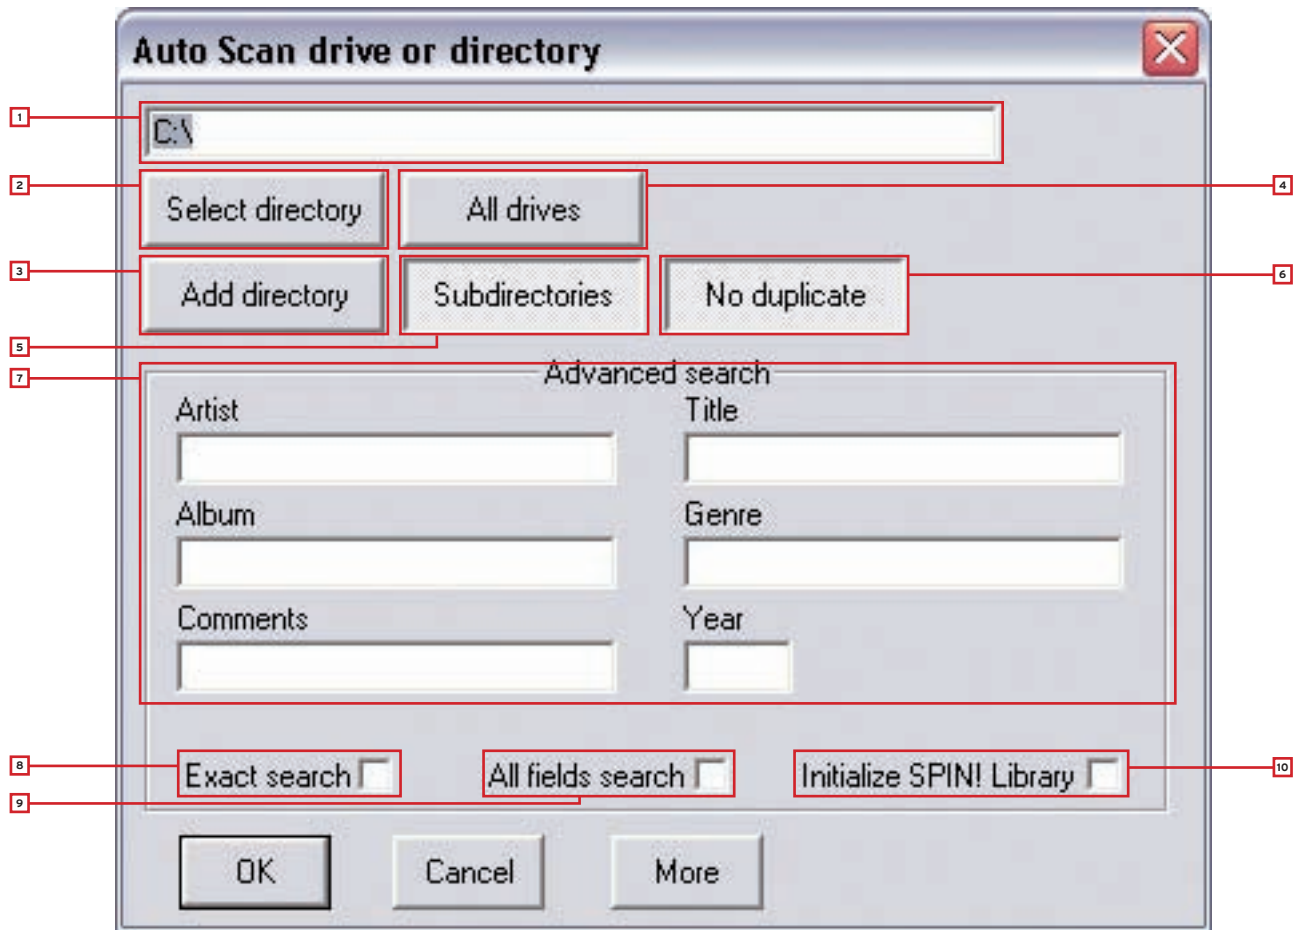 Auto Scan drive or directory
1
C:\
2
Select directory
All drives
4
3
Add directory
Subdirectories
No duplicate
6
5
7
Advanced search
Artist
Title
Album
Genre
Comments
Year
8
Exact search
All fields search
Initialize SPIN! Library
10
9
OK
Cancel
More